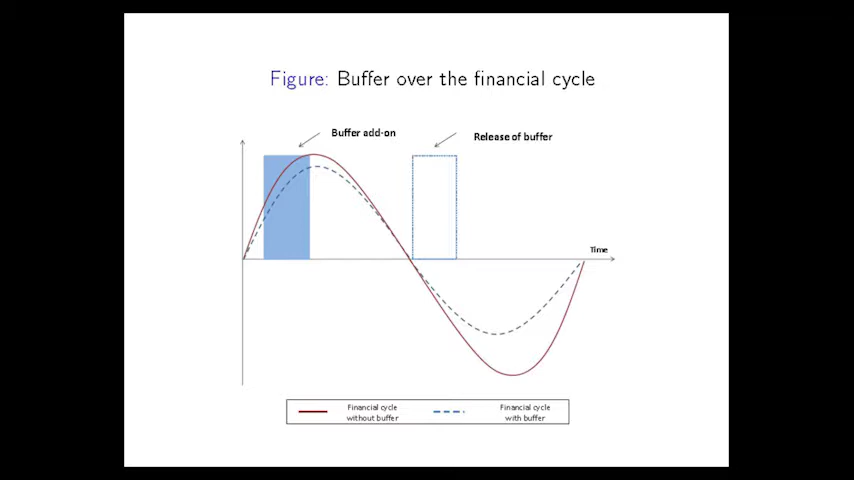 Figure: Buffer over the financial cycle
Buffer add-on
Release of buffer
Time
Financial cycle
without buffer
Financial cycle
with buffer